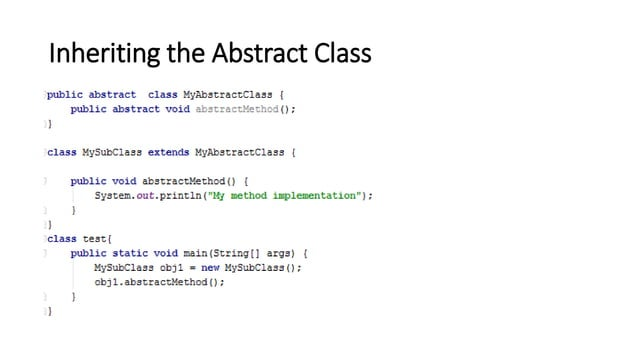 Inheriting the Abstract Class
public abstract  class MyAbstractClass {
    public abstract void abstractMethod();
}
class MySubClass extends MyAbstractClass {
    public void abstractMethod() {
        System.out.println("My method implementation");
    }
}
class test{
    public static void main(String[] args) {
        MySubClass obj1 = new MySubClass();
        obj1.abstractMethod();
    }
}